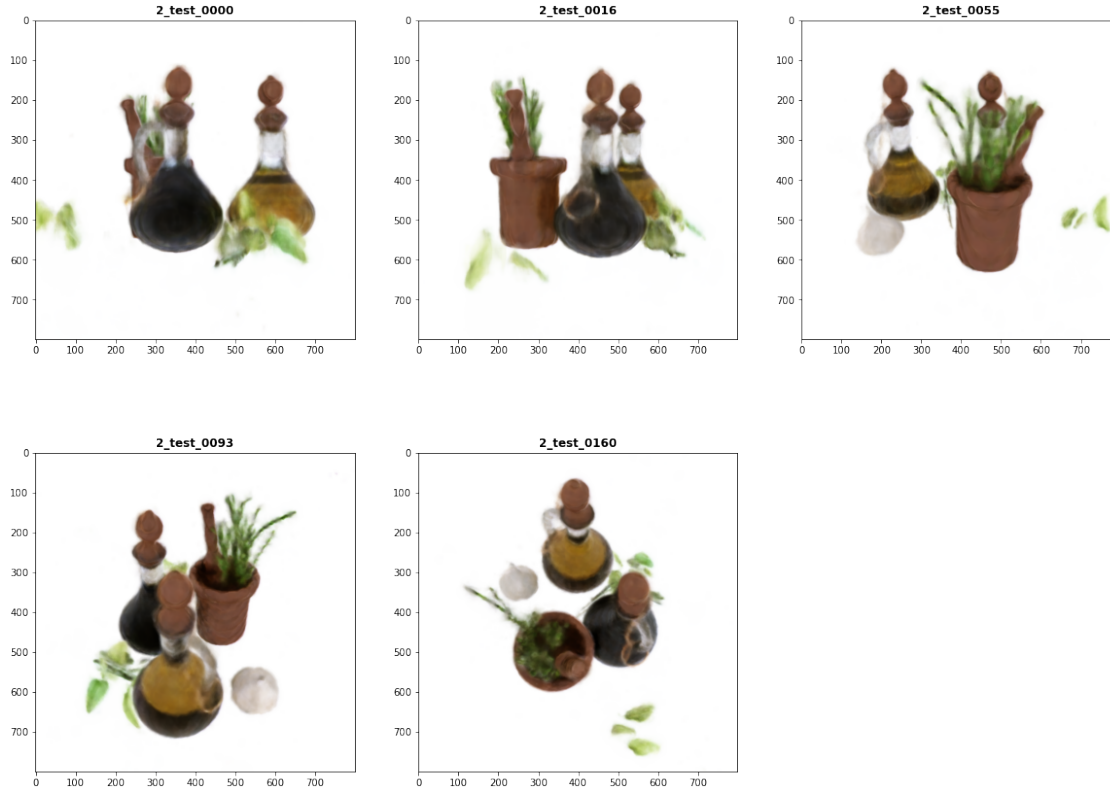 2_test_0000 2_test_0016 2_test_0055
0 0 0
100 100 100
200 200 200
300 300 300
400 400 400
500 500 500
600 600 600
700 700 700
0 100 200 300 400 500 600 700 0 100 200 300 400 500 600 700 0 100 200 300 400 500 600 700
2_test_0093 2_test_0160
0 0
100 100
200 200
300 300
400 400
500 500
600 600
700 700
0 100 200 300 400 500 600 700 0 100 200 300 400 500 600 700